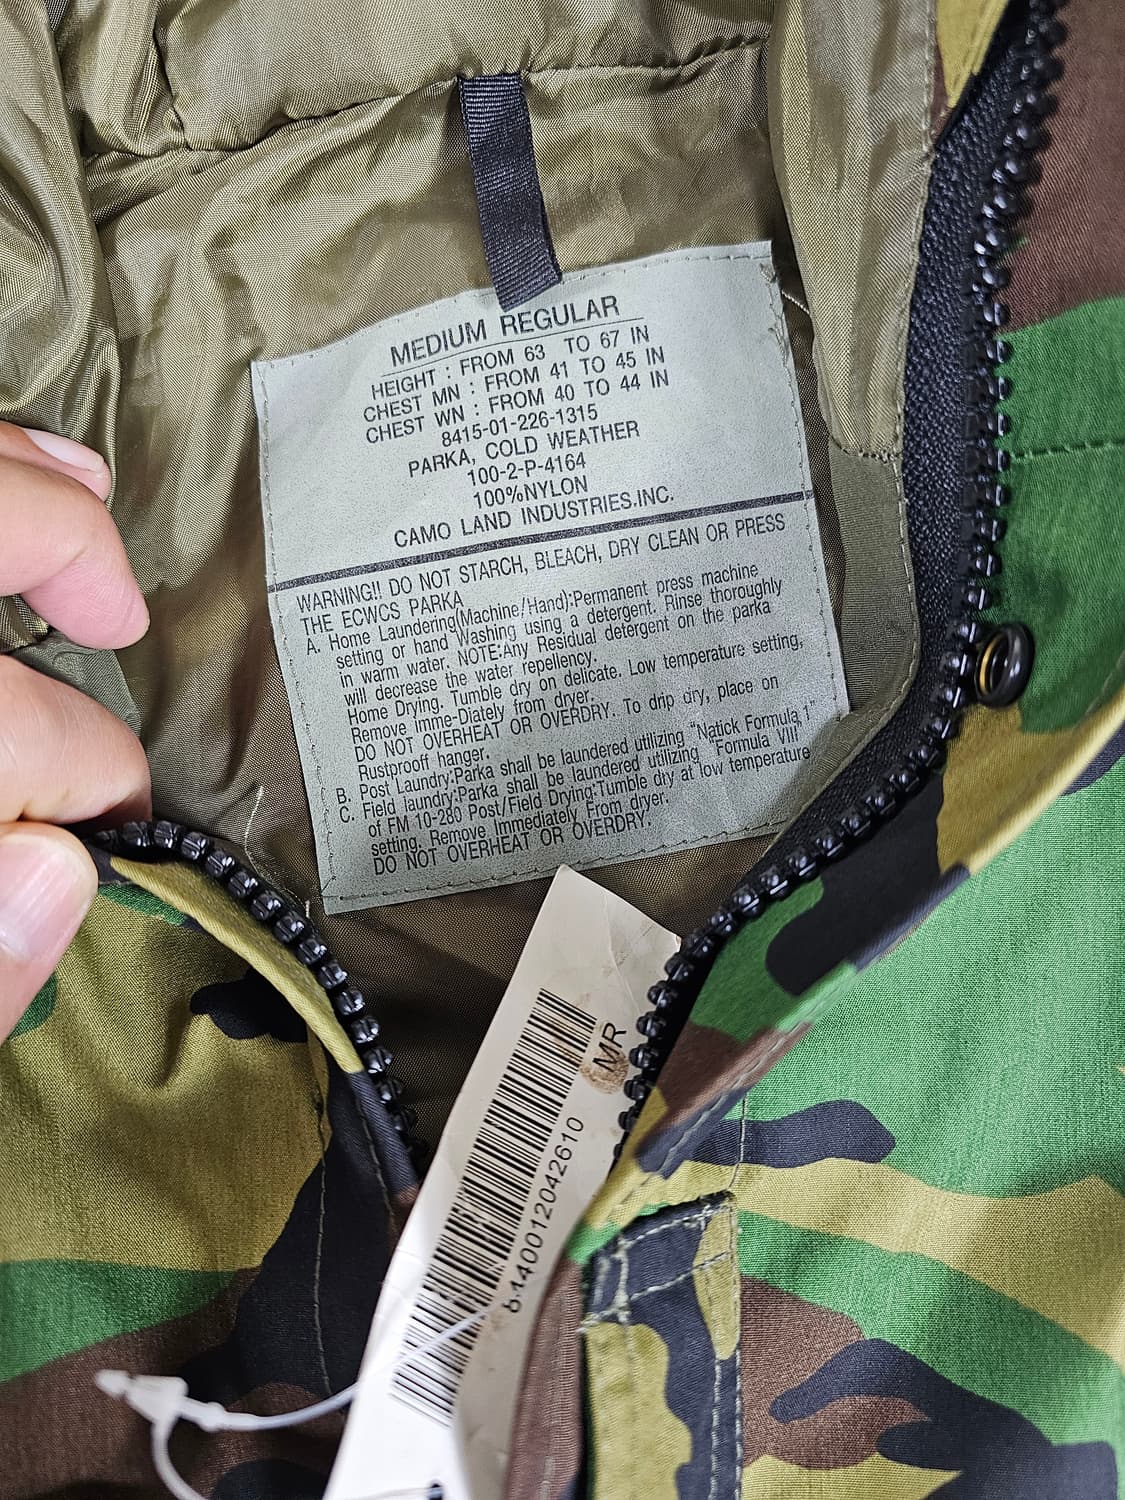 MEDIUM REGULAR
HEIGHT : FROM 63 TO 67 IN
CHEST MN : FROM 41 TO 45 IN
CHEST WN : FROM 40 TO 44 IN
8415-01-226-1315
PARKA, COLD WEATHER
100-2-P-4164
100%NYLON
CAMO LAND INDUSTRIES.INC.
WARNING!! DO NOT STARCH, BLEACH, DRY CLEAN OR PRESS
THE ECWCS PARKA
A. Home Laundering(Machine/Hand):Permanent press machine
setting or hand Washing using a detergent. Rinse thoroughly
in warm water. NOTE:Any Residual detergent on the parka
will decrease the water repellency.
Home Drying. Tumble dry on delicate. Low temperature setting,
Remove Imme-Diately from dryer.
DO NOT OVERHEAT OR OVERDRY. To drip dry, place on
Rustproof hanger.
B. Post Laundry:Parka shall be laundered utilizing "Natick Formula 1"
C. Field laundry:Parka shall be laundered utilizing "Formula VIII"
of FM 10-280 Post/Field Drying:Tumble dry at low temperature
setting. Remove Immediately From dryer.
DO NOT OVERHEAT OR OVERDRY.
MR
6440012042610